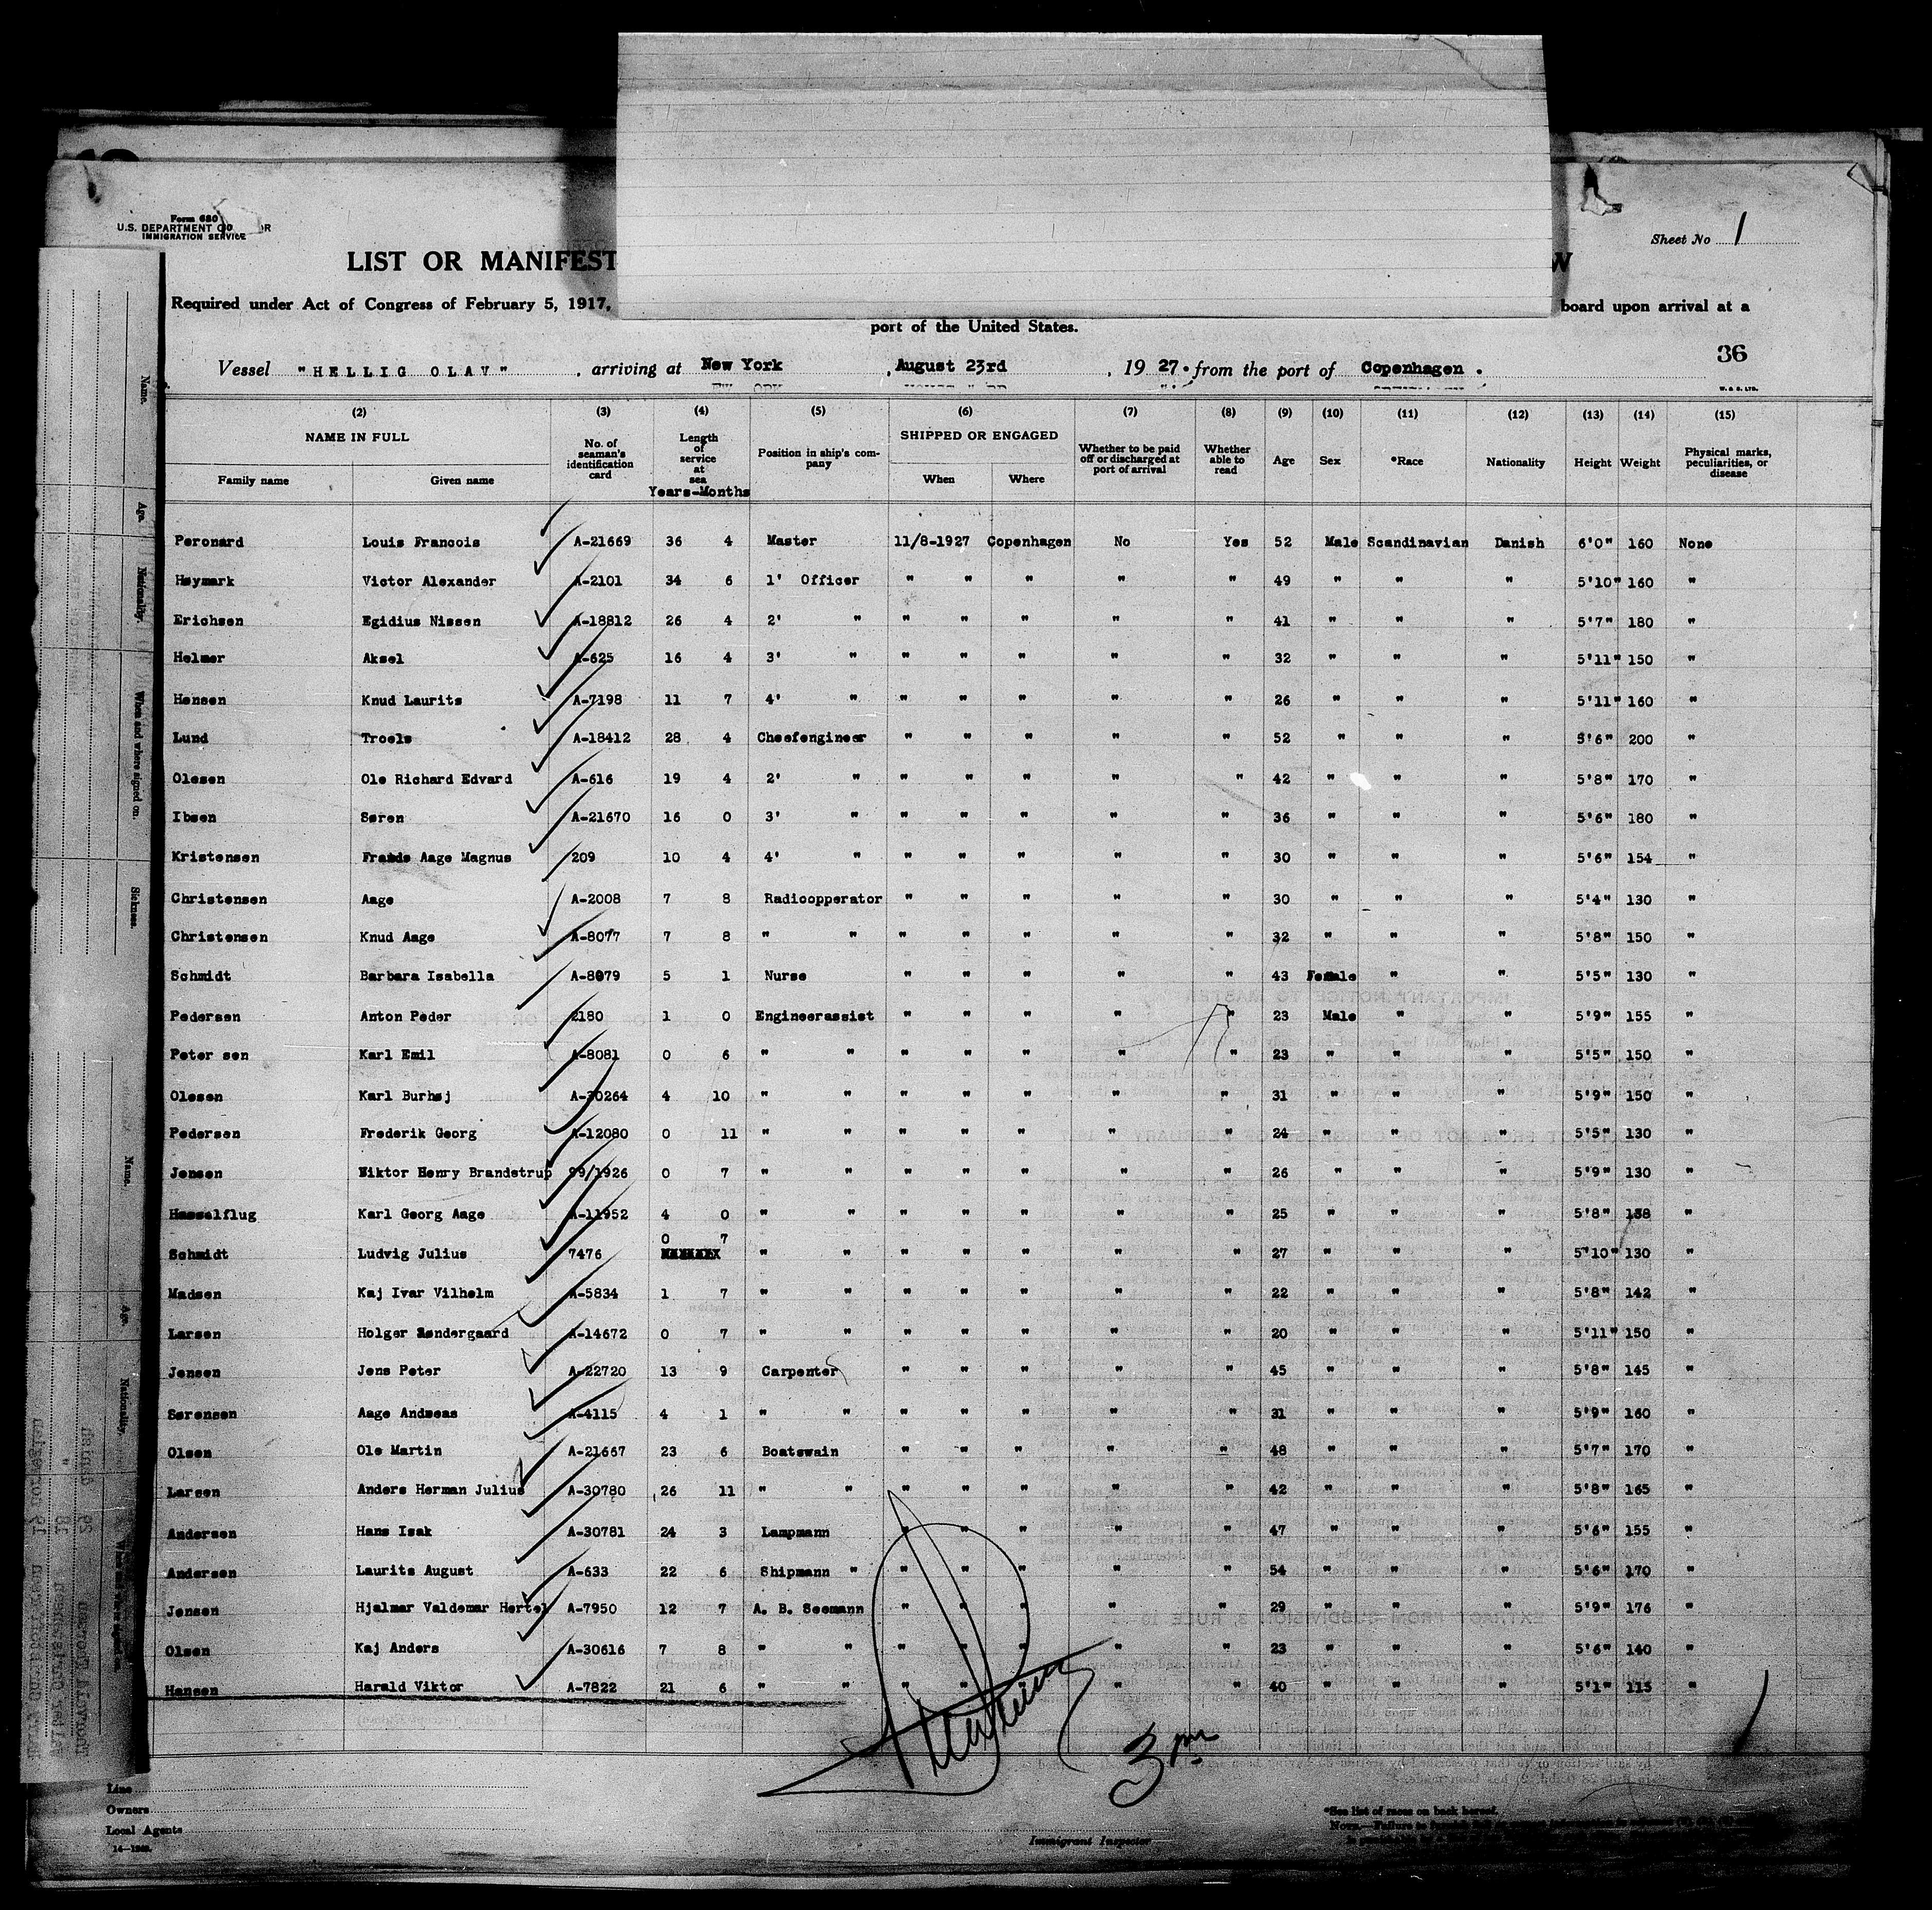 Form 680
U.S. DEPARTMENT OF
IMMIGRATION SERVICE
Sheet No 1
LIST OR MANIFEST
Required under Act of Congress of February 5, 1917, board upon arrival at a
port of the United States.
36
Vessel "HELLIG OLAV", arriving at New York, August 23rd, 1927. from the port of Copenhagen.
W. & S. LTD.
(2) (3) (4) (5) (6) (7) (8) (9) (10) (11) (12) (13) (14) (15)
NAME IN FULL No. of seaman's identification card Length of service at sea Position in ship's company SHIPPED OR ENGAGED Whether to be paid off or discharged at port of arrival Whether able to read Age Sex *Race Nationality Height Weight Physical marks, peculiarities, or disease
Family name Given name Years-Months When Where
Peronard Louis Francois A-21669 36 4 Master 11/8-1927 Copenhagen No Yes 52 Male Scandinavian Danish 6'0" 160 None
Høymark Victor Alexander A-2101 34 6 1' Officer " " " " " 49 " " " 5'10" 160 "
Erichsen Egidius Nissen A-18812 26 4 2' " " " " " " 41 " " " 5'7" 180 "
Helmer Aksel A-625 16 4 3' " " " " " " 32 " " " 5'11" 150 "
Hansen Knud Laurits A-7198 11 7 4' " " " " " 26 " " " 5'11" 160 "
Lund Troels A-18412 28 4 Cheefengineer " " " " " 52 " " " 5'6" 200 "
Olesen Ole Richard Edvard A-616 19 4 2' " " " " " " 42 " " " 5'8" 170 "
Ibsen Søren A-21670 16 0 3' " " " " " " 36 " " " 5'6" 180 "
Kristensen Aage Magnus 209 10 4 4' " " " " " " 30 " " " 5'6" 154 "
Christensen Aage A-2008 7 8 Radiooperator " " " " " 30 " " " 5'4" 130 "
Christensen Knud Aage A-8077 7 8 " " " " " " " 32 " " " 5'8" 150 "
Schmidt Barbara Isabella A-8079 5 1 Nurse " " " " " 43 Female " " 5'5" 130 "
Pedersen Anton Peder 2180 1 0 Engineerassist " " " " " 23 Male " " 5'9" 155 "
Peter sen Karl Emil A-8081 0 6 " " " " " " " 23 " " " 5'5" 150 "
Olesen Karl Burhøj A-30264 4 10 " " " " " " " 31 " " " 5'9" 150 "
Pedersen Frederik Georg A-12080 0 11 " " " " " " " 24 " " " 5'5" 130 "
Jensen Viktor Henry Brandstrup 99/1926 0 7 " " " " " " " 26 " " " 5'9" 130 "
Hasselflug Karl Georg Aage A-11952 4 0 " " " " " " " 25 " " " 5'8" 138 "
Schmidt Ludvig Julius 7476 0 7 " " " " " " " 27 " " " 5'10" 130 "
Madsen Kaj Ivar Vilhelm A-5834 1 7 " " " " " " " 22 " " " 5'8" 142 "
Larsen Holger Søndergaard A-14672 0 7 " " " " " " " 20 " " " 5'11" 150 "
Jensen Jens Peter A-22720 13 9 Carpenter " " " " " 45 " " " 5'8" 145 "
Sørensen Aage Andreas A-4115 4 1 " " " " " " " 31 " " " 5'9" 160 "
Olsen Ole Martin A-21667 23 6 Boatswain " " " " " 48 " " " 5'7" 170 "
Larsen Anders Herman Julius A-30780 26 11 " " " " " " " 42 " " " 5'8" 165 "
Andersen Hans Isak A-30781 24 3 Lampmann " " " " " 47 " " " 5'6" 155 "
Andersen Laurits August A-633 22 6 Shipmann " " " " " " 54 " " " 5'6" 170 "
Jensen Hjalmar Valdemar Hertel A-7950 12 7 A. B. Seemann " " " " " 29 " " " 5'9" 176 "
Olsen Kaj Anders A-30616 7 8 " " " " " " " 23 " " " 5'6" 140 "
Hansen Harald Viktor A-7822 21 6 " " " " " " " 40 " " " 5'1" 115 "
3 pm
Line
Owners
Local Agents
Immigrant Inspector
*See list of races on back hereof.
Name.
Age.
Nationality.
When and where signed on.
Sickness.
Name.
Age.
Nationality.